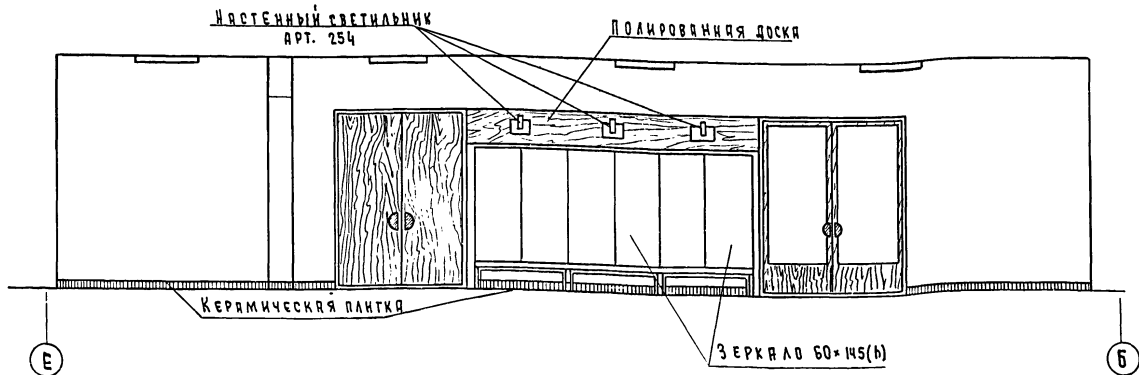 Настенный светильник
арт. 254
Полированная доска
Керамическая плитка
Зеркало 60×145(h)
Е
Б